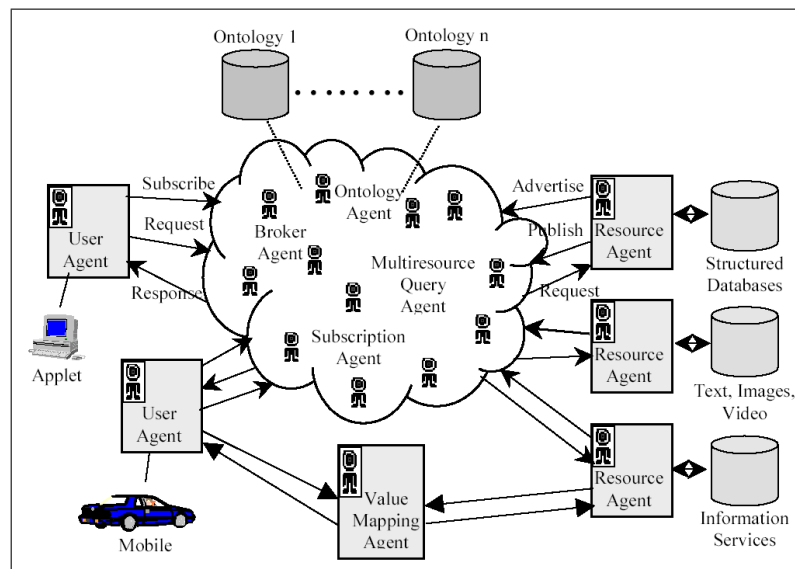 Ontology 1
Ontology n
Subscribe
Request
Response
User
Agent
Applet
Ontology
Agent
Broker
Agent
Multiresource
Query
Agent
Subscription
Agent
Advertise
Publish
Request
Resource
Agent
Structured
Databases
User
Agent
Mobile
Resource
Agent
Text, Images,
Video
Value
Mapping
Agent
Resource
Agent
Information
Services